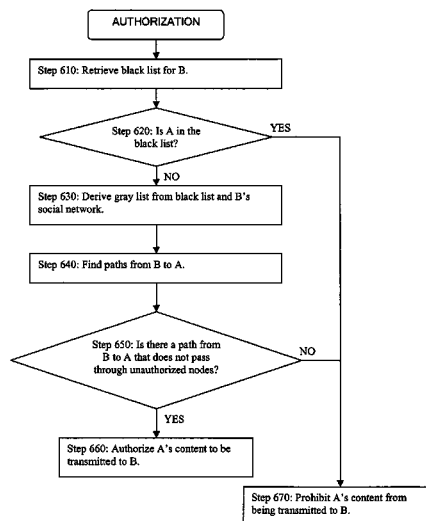 AUTHORIZATION
Step 610: Retrieve black list for B.
Step 620: Is A in the
black list?
YES
NO
Step 630: Derive gray list from black list and B's
social network.
Step 640: Find paths from B to A.
Step 650: Is there a path from
B to A that does not pass
through unauthorized nodes?
NO
YES
Step 660: Authorize A's content to be
transmitted to B.
Step 670: Prohibit A's content from
being transmitted to B.